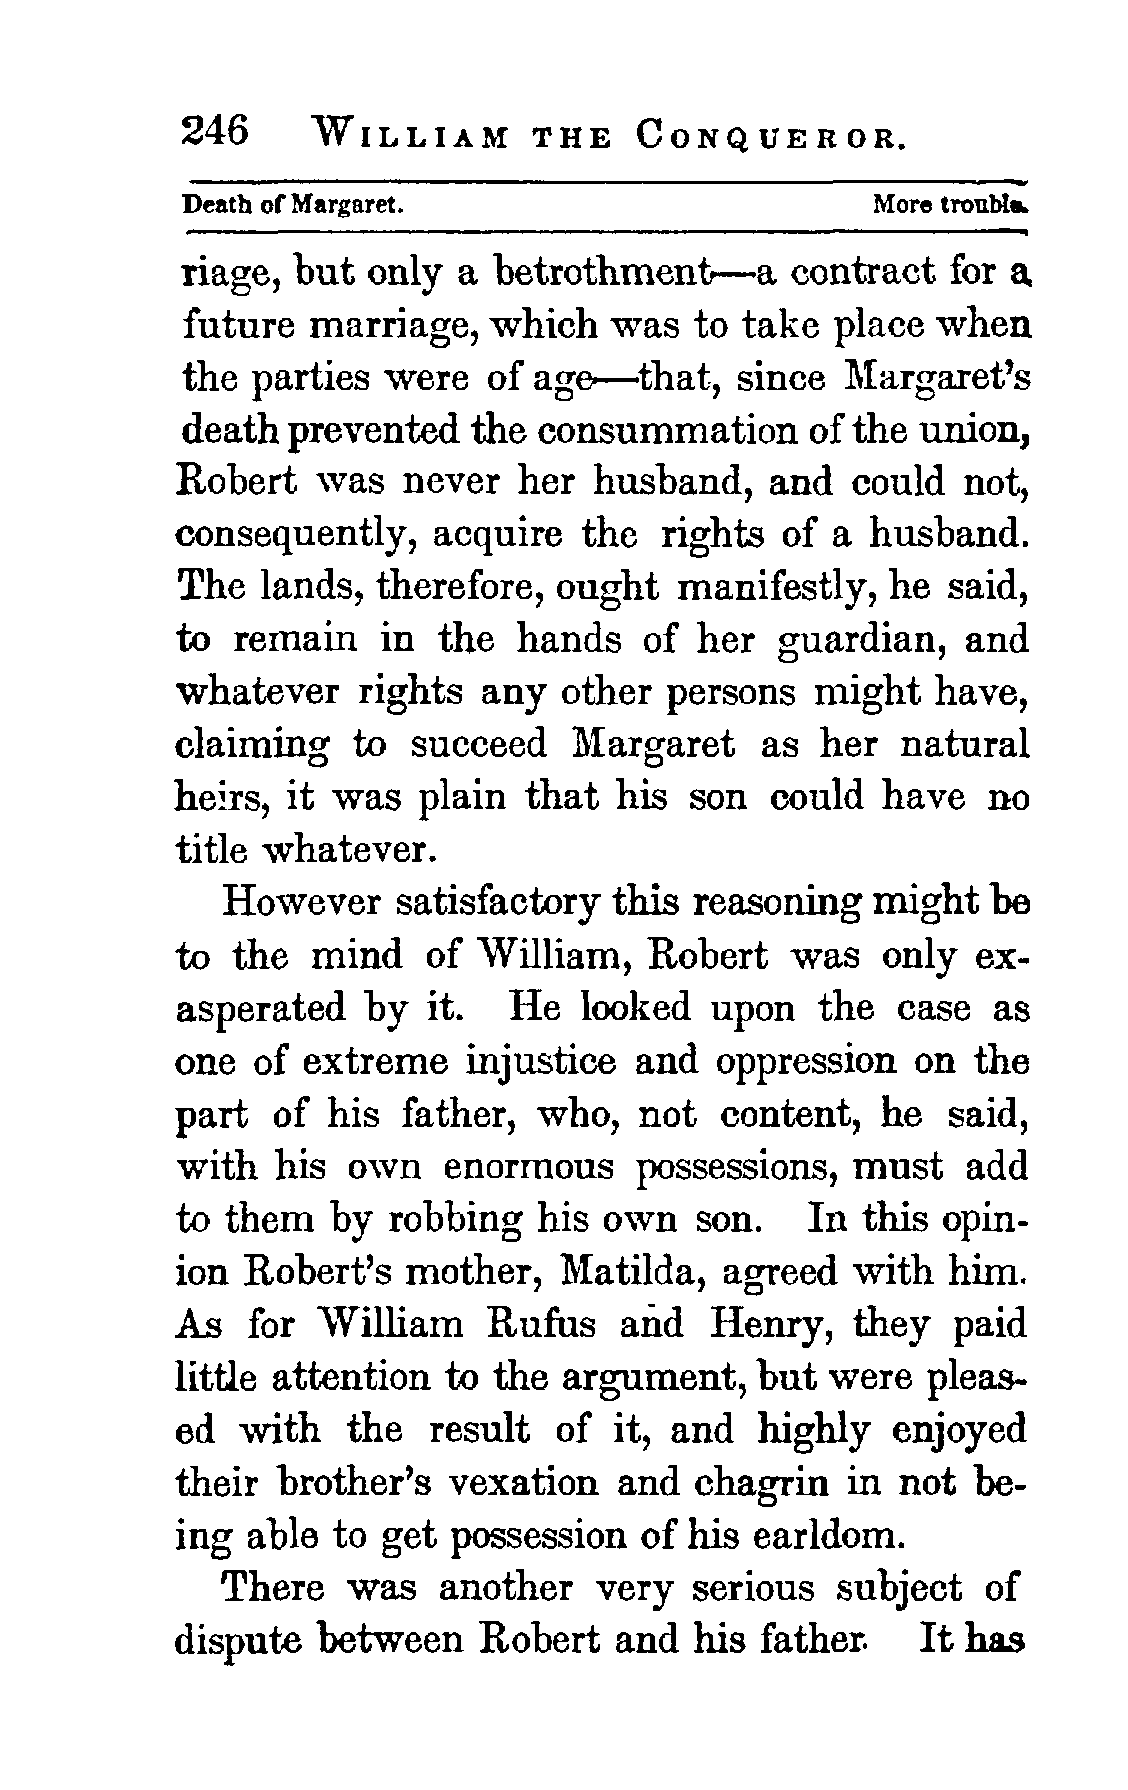 246 WILLIAM THE CONQUEROR.
Death of Margaret. More trouble.
riage, but only a betrothment—a contract for a
future marriage, which was to take place when
the parties were of age—that, since Margaret's
death prevented the consummation of the union,
Robert was never her husband, and could not,
consequently, acquire the rights of a husband.
The lands, therefore, ought manifestly, he said,
to remain in the hands of her guardian, and
whatever rights any other persons might have,
claiming to succeed Margaret as her natural
heirs, it was plain that his son could have no
title whatever.
However satisfactory this reasoning might be
to the mind of William, Robert was only ex-
asperated by it. He looked upon the case as
one of extreme injustice and oppression on the
part of his father, who, not content, he said,
with his own enormous possessions, must add
to them by robbing his own son. In this opin-
ion Robert's mother, Matilda, agreed with him.
As for William Rufus and Henry, they paid
little attention to the argument, but were pleas-
ed with the result of it, and highly enjoyed
their brother's vexation and chagrin in not be-
ing able to get possession of his earldom.
There was another very serious subject of
dispute between Robert and his father. It has